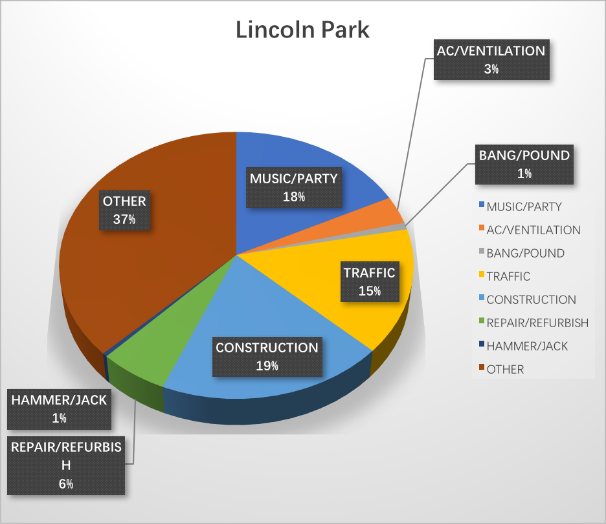 Lincoln Park
AC/VENTILATION
3%
BANG/POUND
1%
MUSIC/PARTY
18%
OTHER
37%
TRAFFIC
15%
CONSTRUCTION
19%
HAMMER/JACK
1%
REPAIR/REFURBIS
H
6%
MUSIC/PARTY
AC/VENTILATION
BANG/POUND
TRAFFIC
CONSTRUCTION
REPAIR/REFURBISH
HAMMER/JACK
OTHER